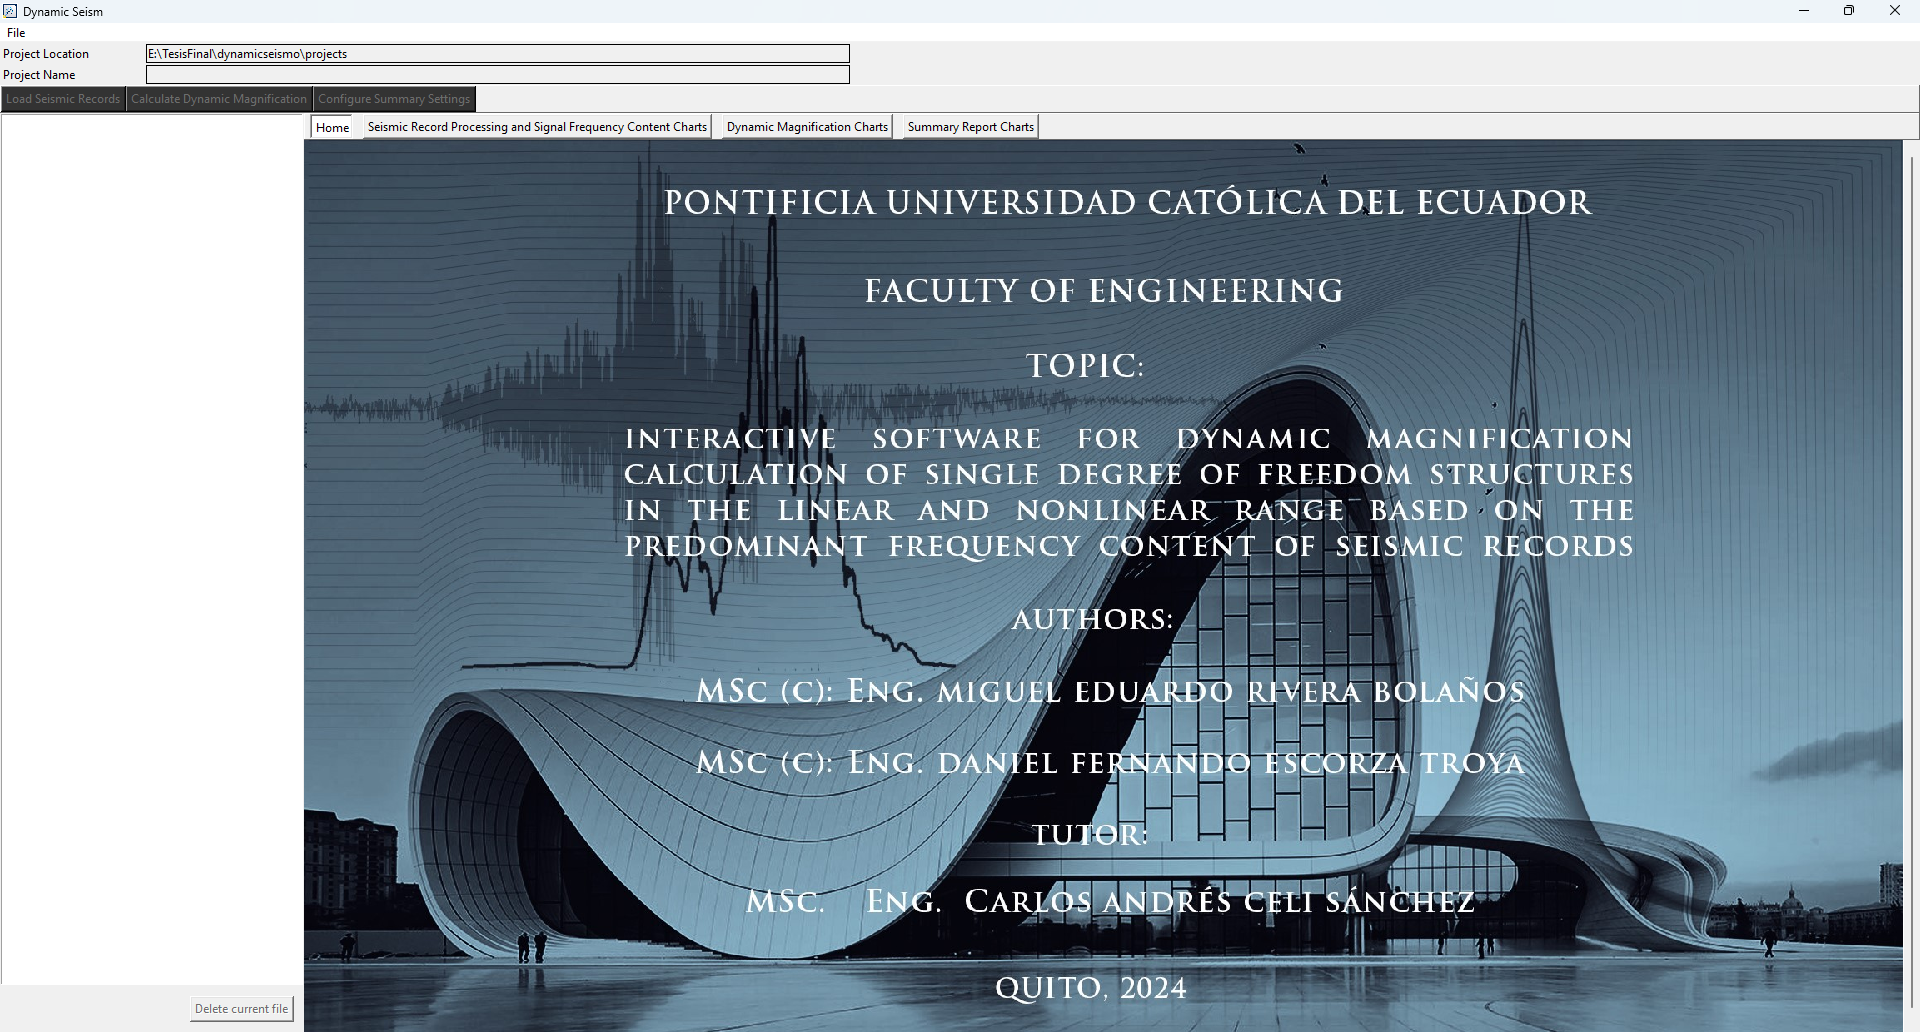 Dynamic Seism
File
Project Location E:\TesisFinal\dynamicseismo\projects
Project Name
Load Seismic Records Calculate Dynamic Magnification Configure Summary Settings
Home Seismic Record Processing and Signal Frequency Content Charts Dynamic Magnification Charts Summary Report Charts
PONTIFICIA UNIVERSIDAD CATÓLICA DEL ECUADOR
FACULTY OF ENGINEERING
TOPIC:
INTERACTIVE SOFTWARE FOR DYNAMIC MAGNIFICATION
CALCULATION OF SINGLE DEGREE OF FREEDOM STRUCTURES
IN THE LINEAR AND NONLINEAR RANGE BASED ON THE
PREDOMINANT FREQUENCY CONTENT OF SEISMIC RECORDS
AUTHORS:
MSC (C): ENG. MIGUEL EDUARDO RIVERA BOLAÑOS
MSC (C): ENG. DANIEL FERNANDO ESCORZA TROYA
TUTOR:
MSC. ENG. CARLOS ANDRÉS CELI SÁNCHEZ
QUITO, 2024
Delete current file